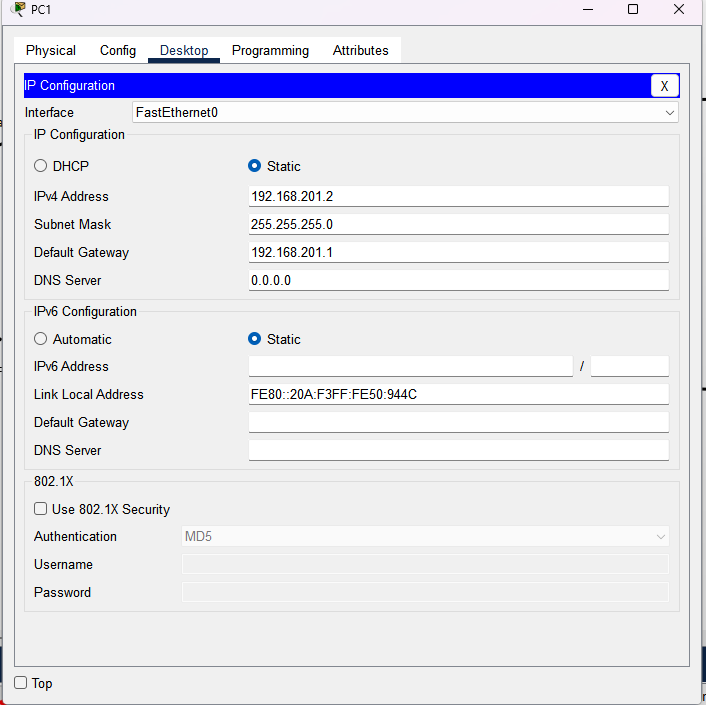 PC1
Physical Config Desktop Programming Attributes
IP Configuration X
Interface FastEthernet0
IP Configuration
DHCP Static
IPv4 Address 192.168.201.2
Subnet Mask 255.255.255.0
Default Gateway 192.168.201.1
DNS Server 0.0.0.0
IPv6 Configuration
Automatic Static
IPv6 Address /
Link Local Address FE80::20A:F3FF:FE50:944C
Default Gateway
DNS Server
802.1X
Use 802.1X Security
Authentication MD5
Username
Password
Top